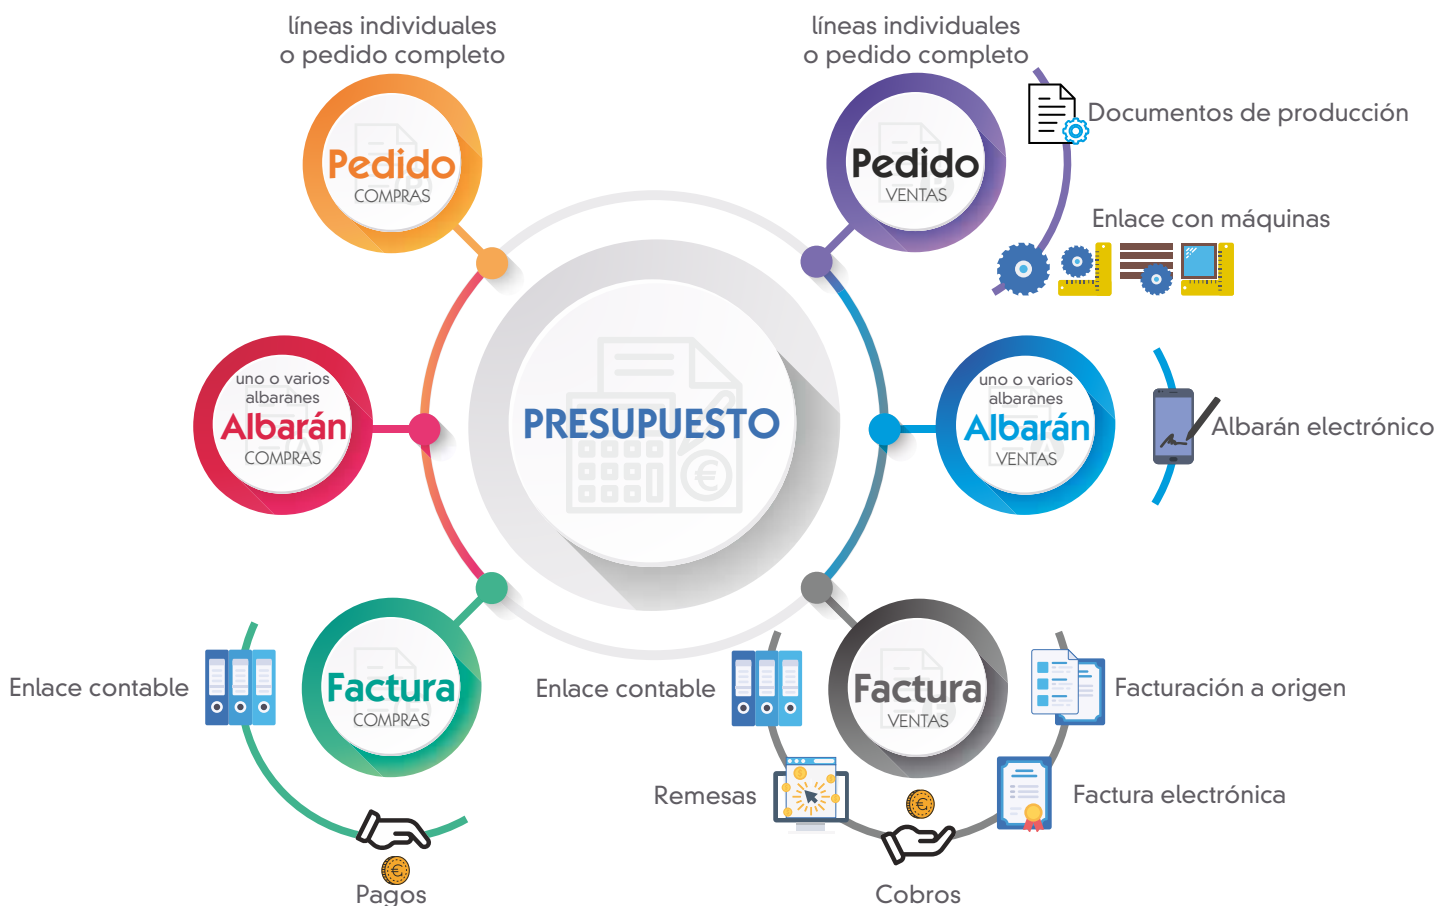 líneas individuales
o pedido completo
Pedido
COMPRAS
líneas individuales
o pedido completo
Pedido
VENTAS
Documentos de producción
Enlace con máquinas
uno o varios
albaranes
Albarán
COMPRAS
PRESUPUESTO
uno o varios
albaranes
Albarán
VENTAS
Albarán electrónico
Enlace contable
Factura
COMPRAS
Pagos
Enlace contable
Factura
VENTAS
Facturación a origen
Remesas
Factura electrónica
Cobros